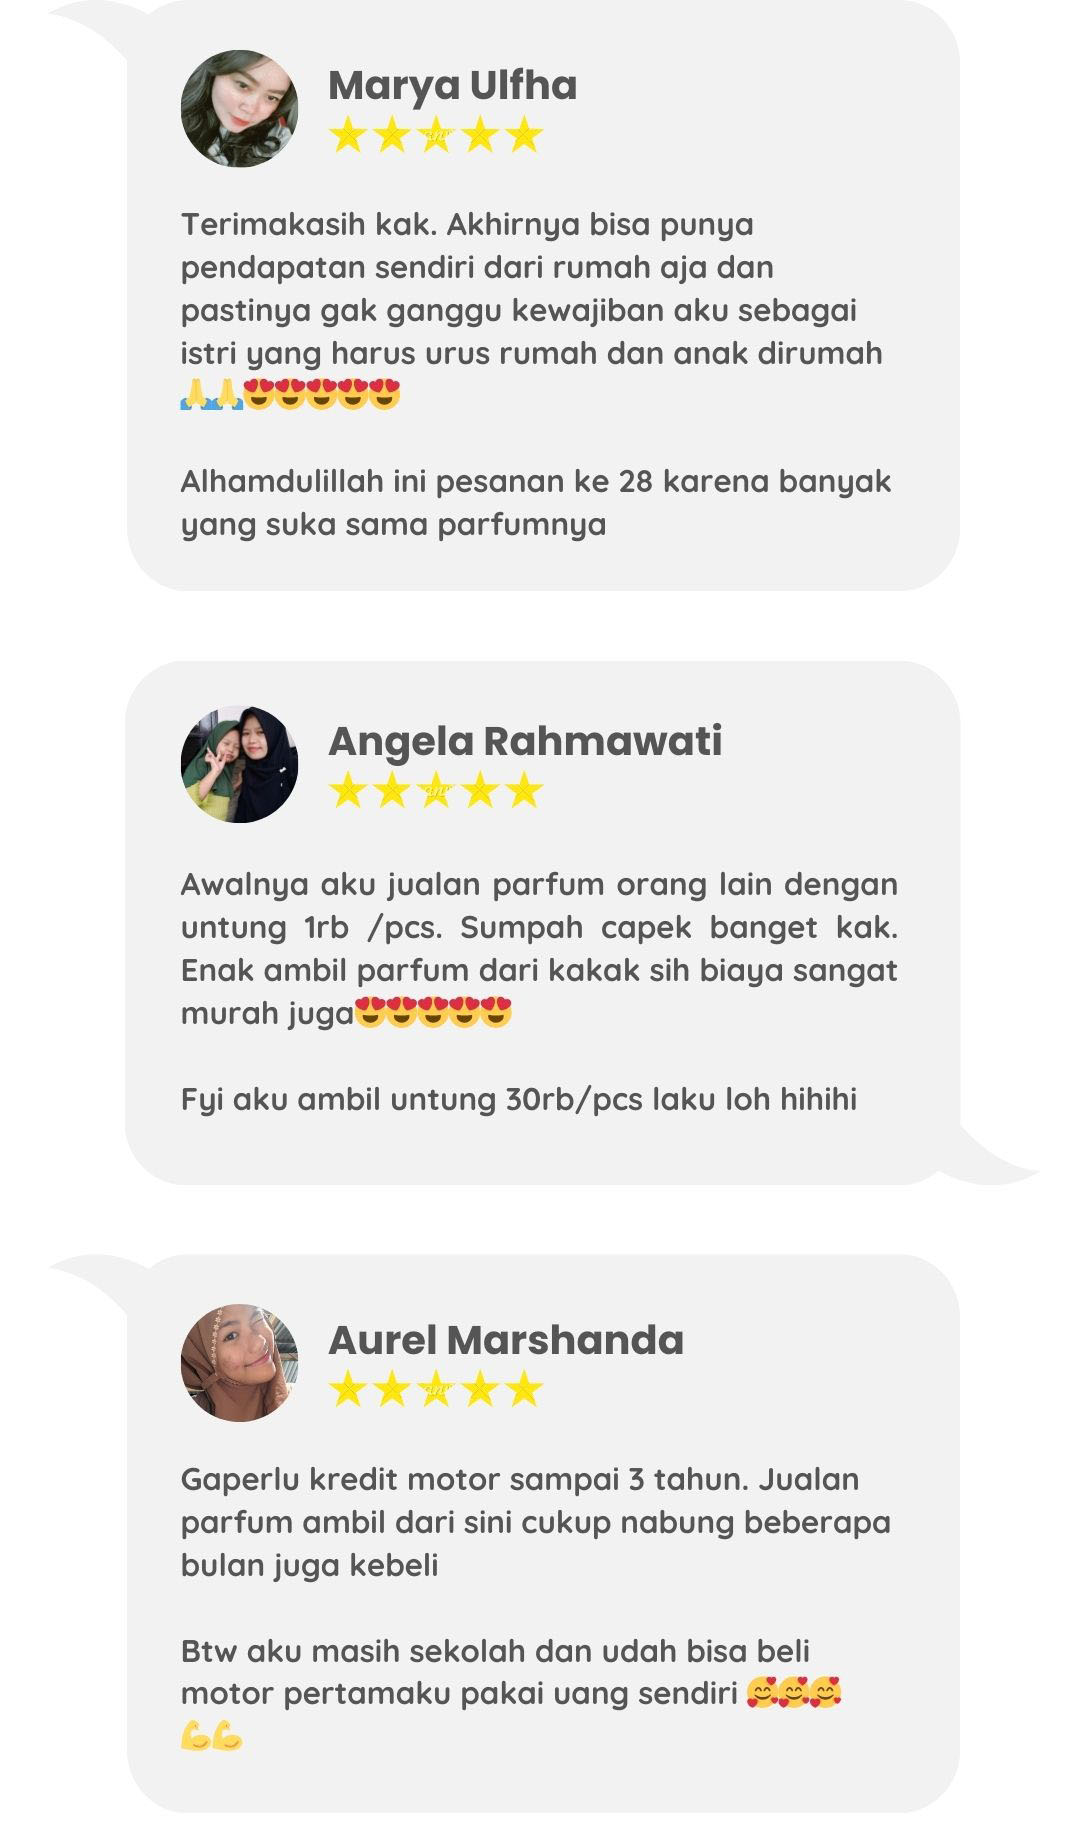 Marya Ulfha
Terimakasih kak. Akhirnya bisa punya
pendapatan sendiri dari rumah aja dan
pastinya gak ganggu kewajiban aku sebagai
istri yang harus urus rumah dan anak dirumah
🙏🙏😍😍😍😍😍
Alhamdulillah ini pesanan ke 28 karena banyak
yang suka sama parfumnya
Angela Rahmawati
Awalnya aku jualan parfum orang lain dengan
untung 1rb /pcs. Sumpah capek banget kak.
Enak ambil parfum dari kakak sih biaya sangat
murah juga😍😍😍😍😍
Fyi aku ambil untung 30rb/pcs laku loh hihihi
Aurel Marshanda
Gaperlu kredit motor sampai 3 tahun. Jualan
parfum ambil dari sini cukup nabung beberapa
bulan juga kebeli
Btw aku masih sekolah dan udah bisa beli
motor pertamaku pakai uang sendiri 🥰🥰🥰
💪💪